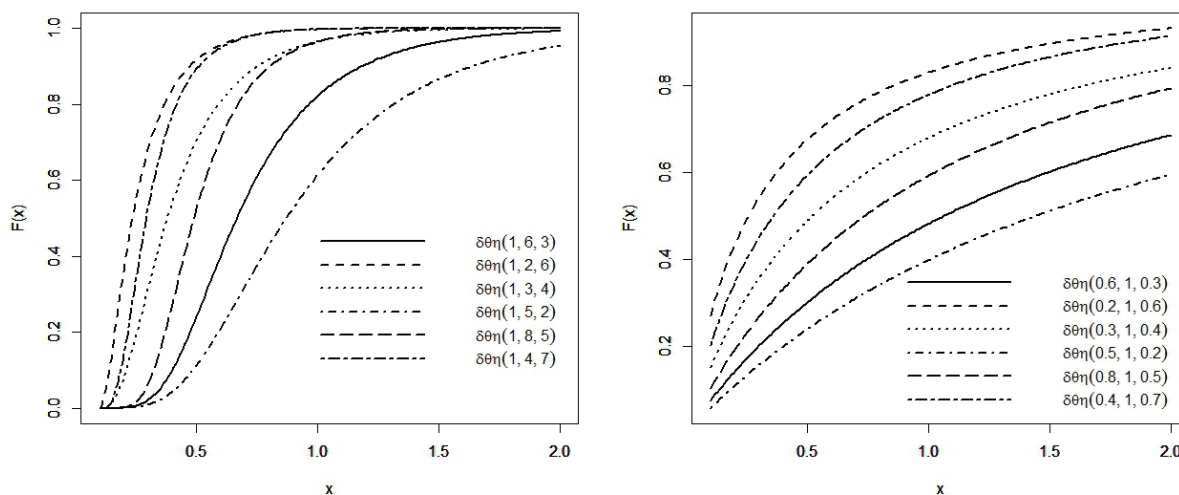 F(x)
1.0
0.8
0.6
0.4
0.2
0.0
δθη(1, 6, 3)
δθη(1, 2, 6)
δθη(1, 3, 4)
δθη(1, 5, 2)
δθη(1, 8, 5)
δθη(1, 4, 7)
0.5 1.0 1.5 2.0
x
F(x)
0.8
0.6
0.4
0.2
δθη(0.6, 1, 0.3)
δθη(0.2, 1, 0.6)
δθη(0.3, 1, 0.4)
δθη(0.5, 1, 0.2)
δθη(0.8, 1, 0.5)
δθη(0.4, 1, 0.7)
0.5 1.0 1.5 2.0
x